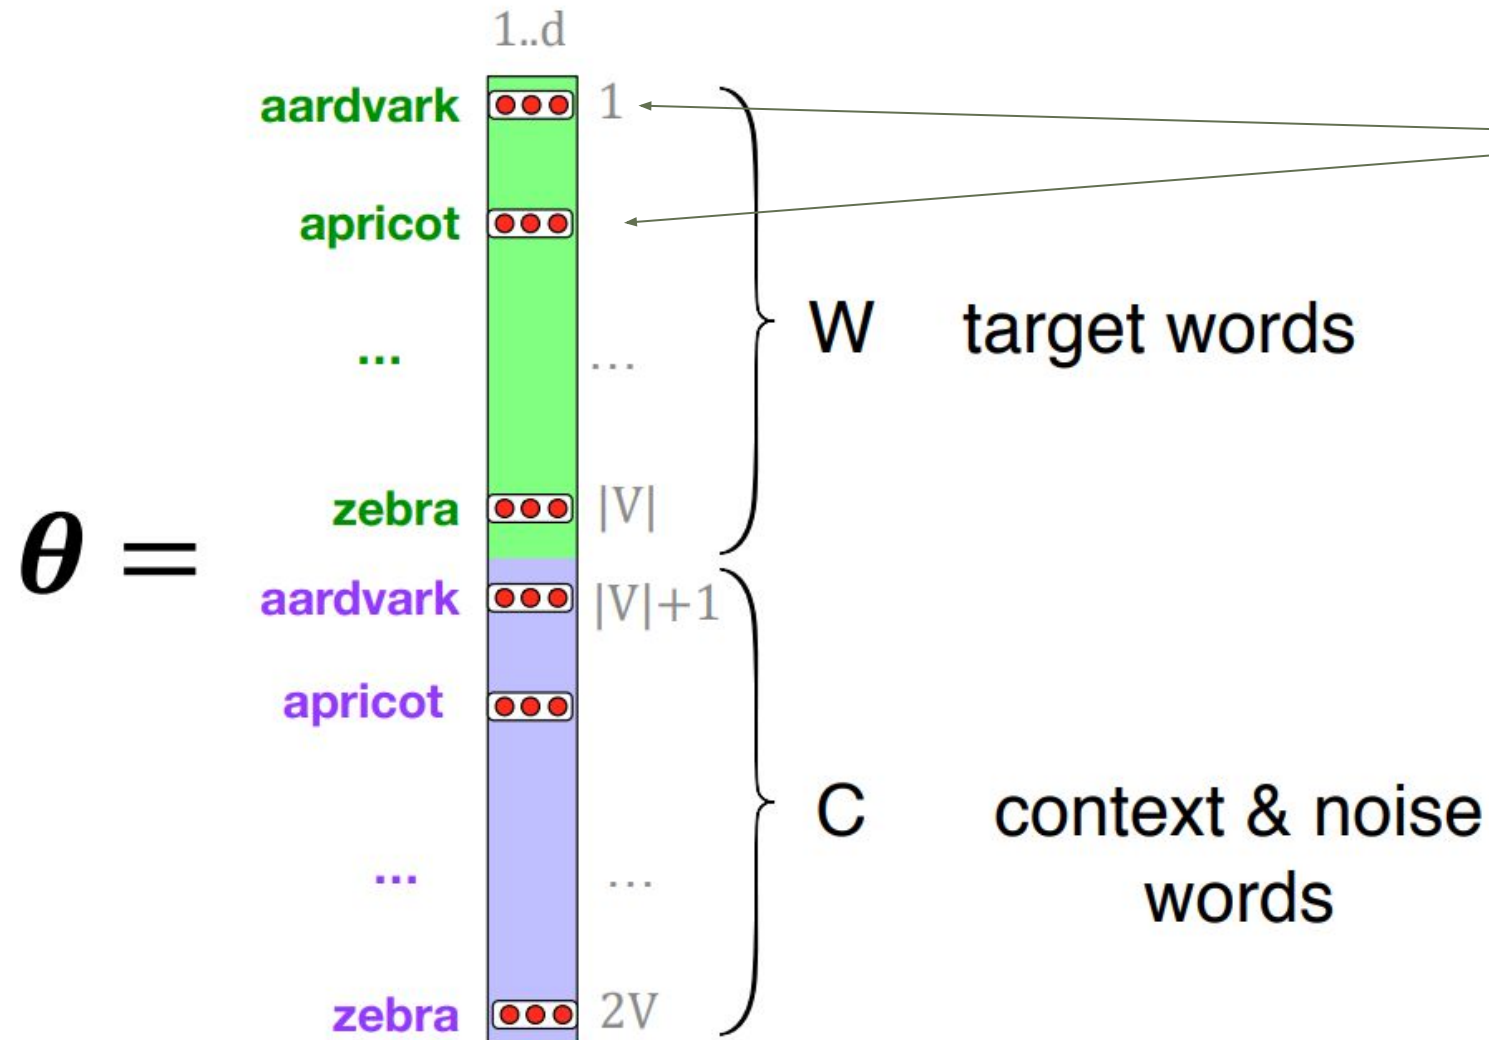 1..d
aardvark 1
apricot
... ...
W target words
zebra |V|
θ =
aardvark |V|+1
apricot
C context & noise
words
... ...
zebra 2V